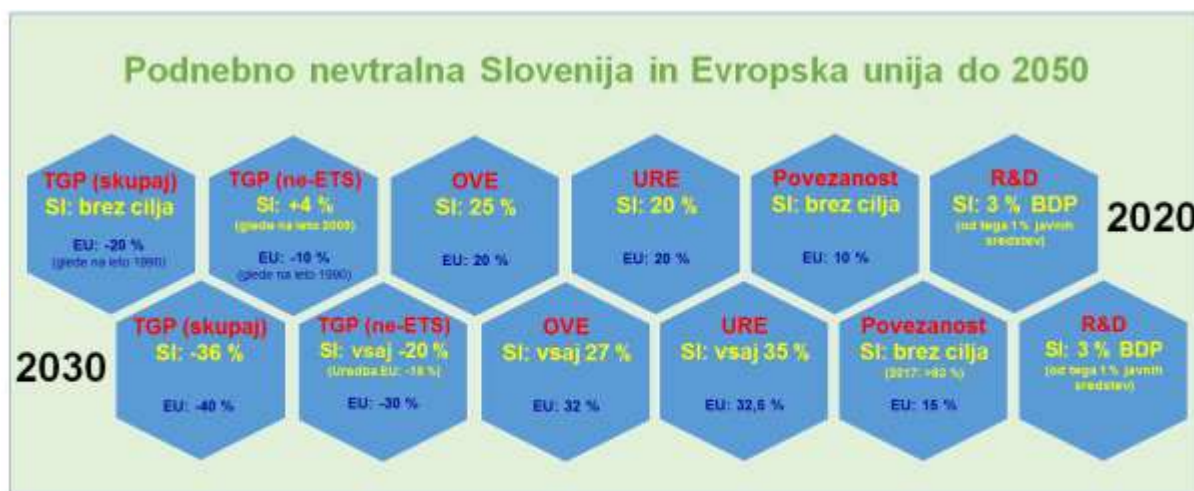 Podnebno nevtralna Slovenija in Evropska unija do 2050
TGP (skupaj)
SI: brez cilja
EU: -20 %
(glede na leto 1990)
TGP (ne-ETS)
SI: +4 %
(glede na leto 2005)
EU: -10 %
(glede na leto 1990)
OVE
SI: 25 %
EU: 20 %
URE
SI: 20 %
EU: 20 %
Povezanost
SI: brez cilja
EU: 10 %
R&D
SI: 3 % BDP
(od tega 1% javnih
sredstev)
2020
2030
TGP (skupaj)
SI: -36 %
EU: -40 %
TGP (ne-ETS)
SI: vsaj -20 %
(Uredba EU: -15 %)
EU: -30 %
OVE
SI: vsaj 27 %
EU: 32 %
URE
SI: vsaj 35 %
EU: 32,5 %
Povezanost
SI: brez cilja
(2017:
EU: 15 %
R&D
SI: 3 % BDP
(od tega 1% javnih
sredstev)